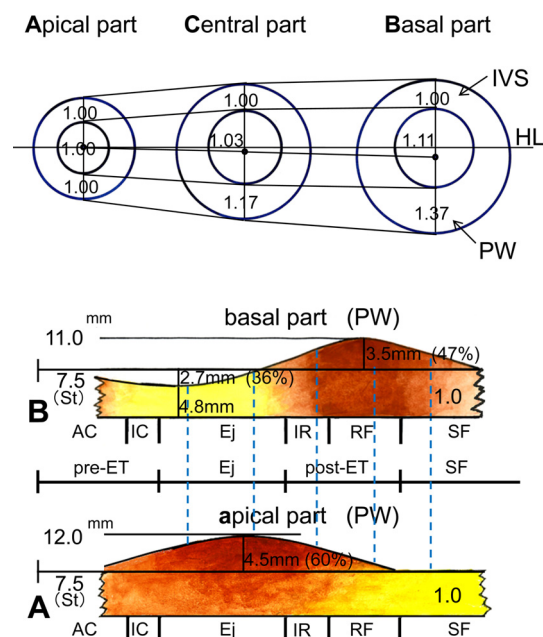 Apical part Central part Basal part
IVS
1.00 1.00 1.00
HL
1.00 1.03 1.11
1.00 1.17 1.37
PW
mm basal part (PW)
11.0
3.5mm (47%)
7.5 2.7mm (36%)
(St) 4.8mm 1.0
B
AC IC Ej IR RF SF
pre-ET Ej post-ET SF
mm apical part (PW)
12.0
4.5mm (60%)
7.5
(St) 1.0
A
AC IC Ej IR RF SF